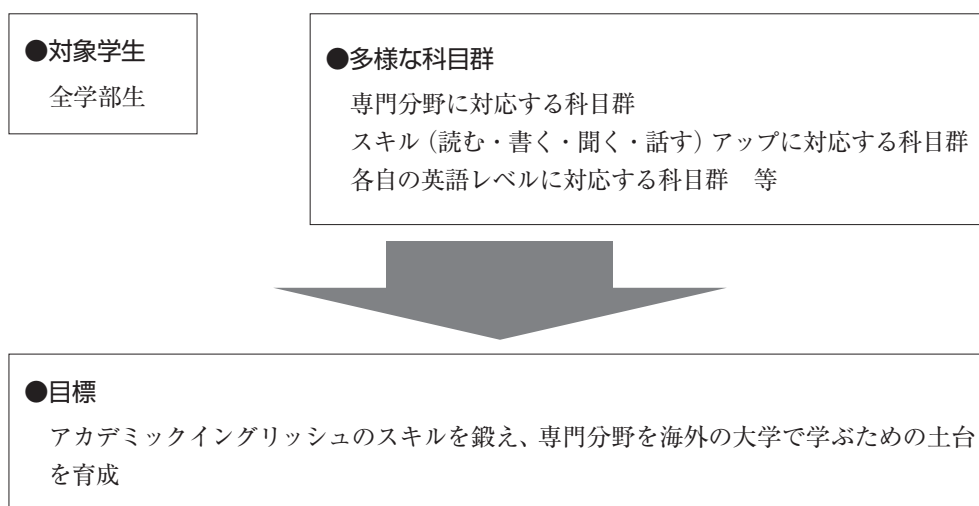 ●対象学生
全学部生
●多様な科目群
専門分野に対応する科目群
スキル（読む・書く・聞く・話す）アップに対応する科目群
各自の英語レベルに対応する科目群　等
●目標
アカデミックイングリッシュのスキルを鍛え、専門分野を海外の大学で学ぶための土台
を育成